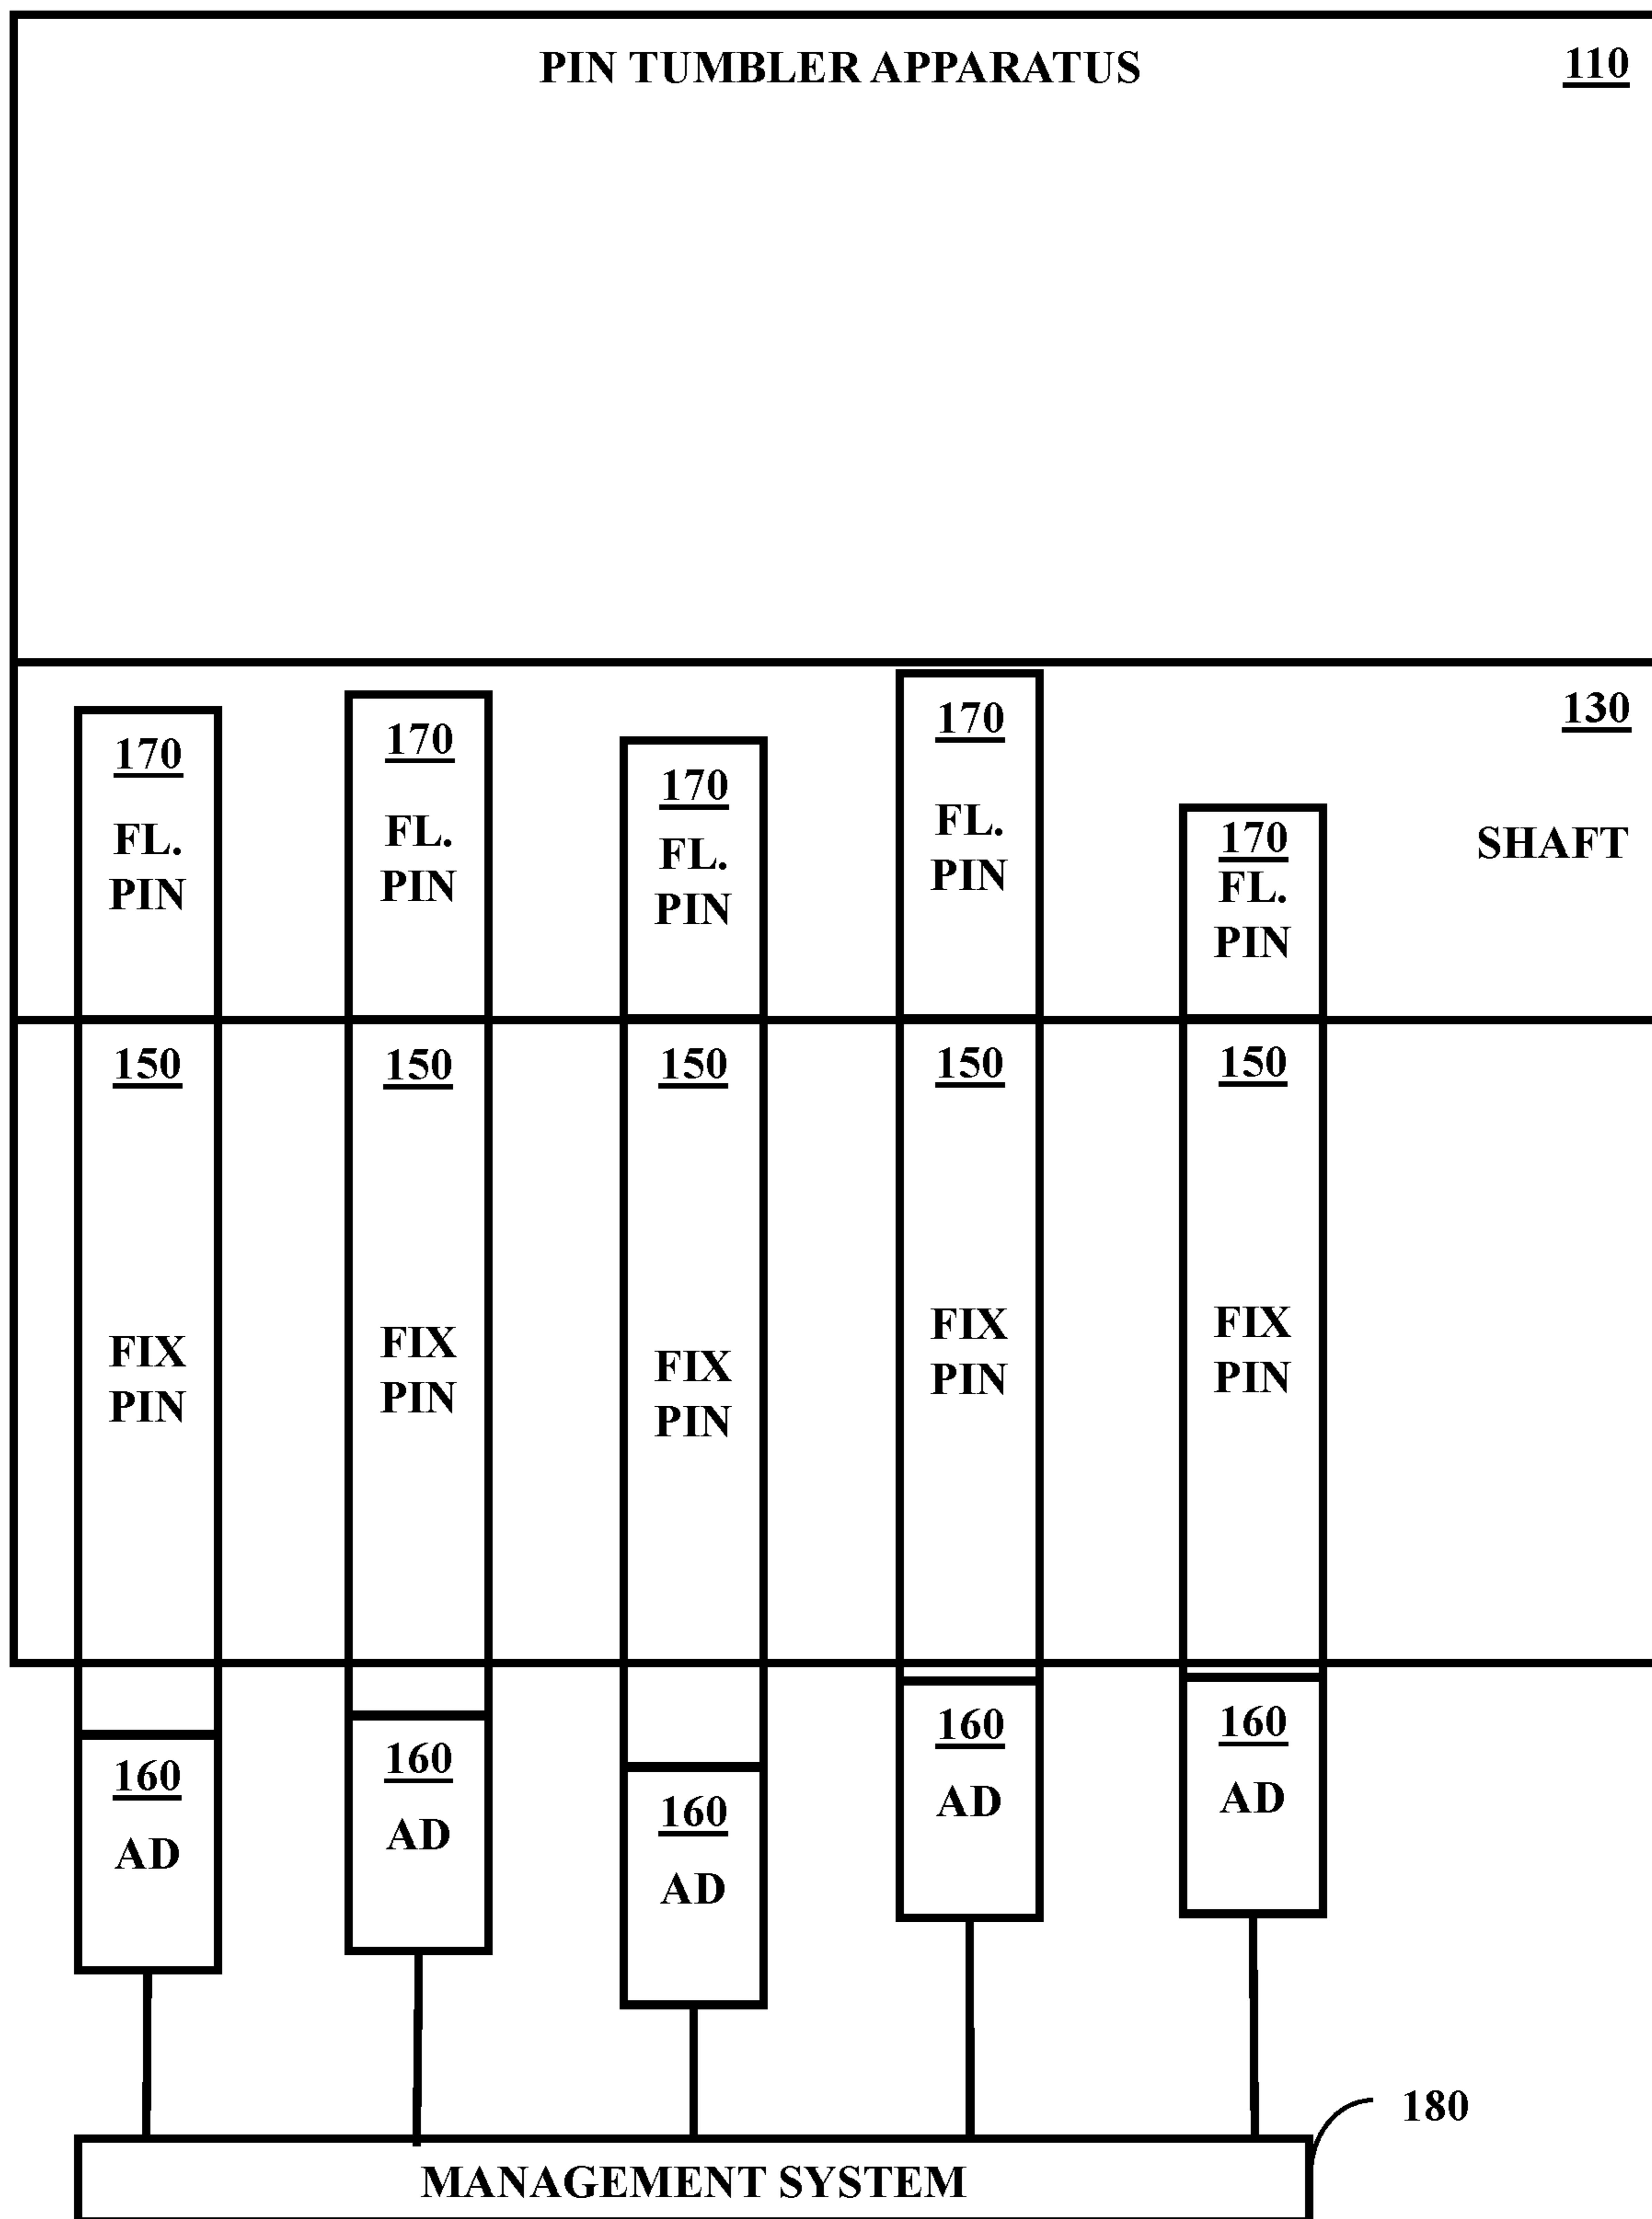 PIN TUMBLER APPARATUS 110
130
170 170 170 170 170
FL. FL. FL. FL. FL.
PIN PIN PIN PIN PIN
SHAFT
150 150 150 150 150
FIX FIX FIX FIX FIX
PIN PIN PIN PIN PIN
160 160 160 160 160
AD AD AD AD AD
180
MANAGEMENT SYSTEM